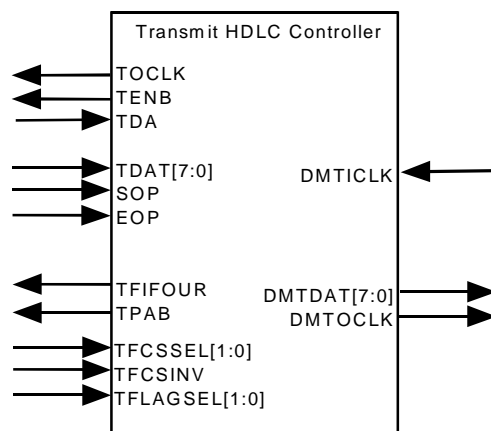 Transmit HDLC Controller
TOCLK
TENB
TDA
TDAT[7:0]
SOP
EOP
DMTICLK
TFIFOUR
TPAB
DMTDAT[7:0]
DMTOCLK
TFCSSEL[1:0]
TFCSINV
TFLAGSEL[1:0]